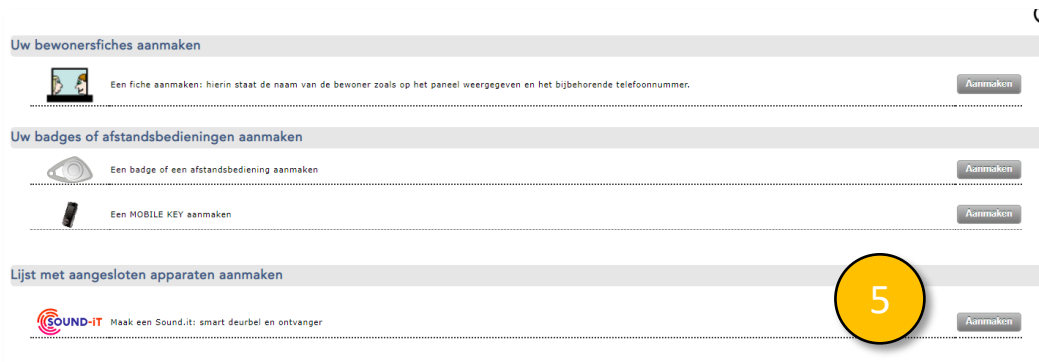 Uw bewonersfiches aanmaken
Een fiche aanmaken: hierin staat de naam van de bewoner zoals op het paneel weergegeven en het bijbehorende telefoonnummer.
Aanmaken
Uw badges of afstandsbedieningen aanmaken
Een badge of een afstandsbediening aanmaken
Aanmaken
Een MOBILE KEY aanmaken
Aanmaken
Lijst met aangesloten apparaten aanmaken
5
SOUND-iT Maak een Sound.it: smart deurbel en ontvanger
Aanmaken